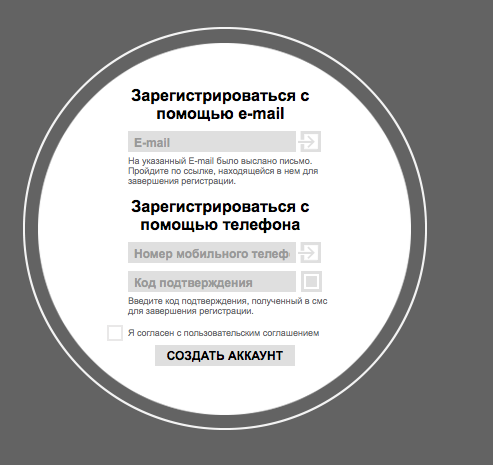 Зарегистрироваться с
помощью e-mail
E-mail
На указанный E-mail было выслано письмо.
Пройдите по ссылке, находящейся в нем для
завершения регистрации.
Зарегистрироваться с
помощью телефона
Номер мобильного телеф
Код подтверждения
Введите код подтверждения, полученный в смс
для завершения регистрации.
Я согласен с пользовательским соглашением
СОЗДАТЬ АККАУНТ